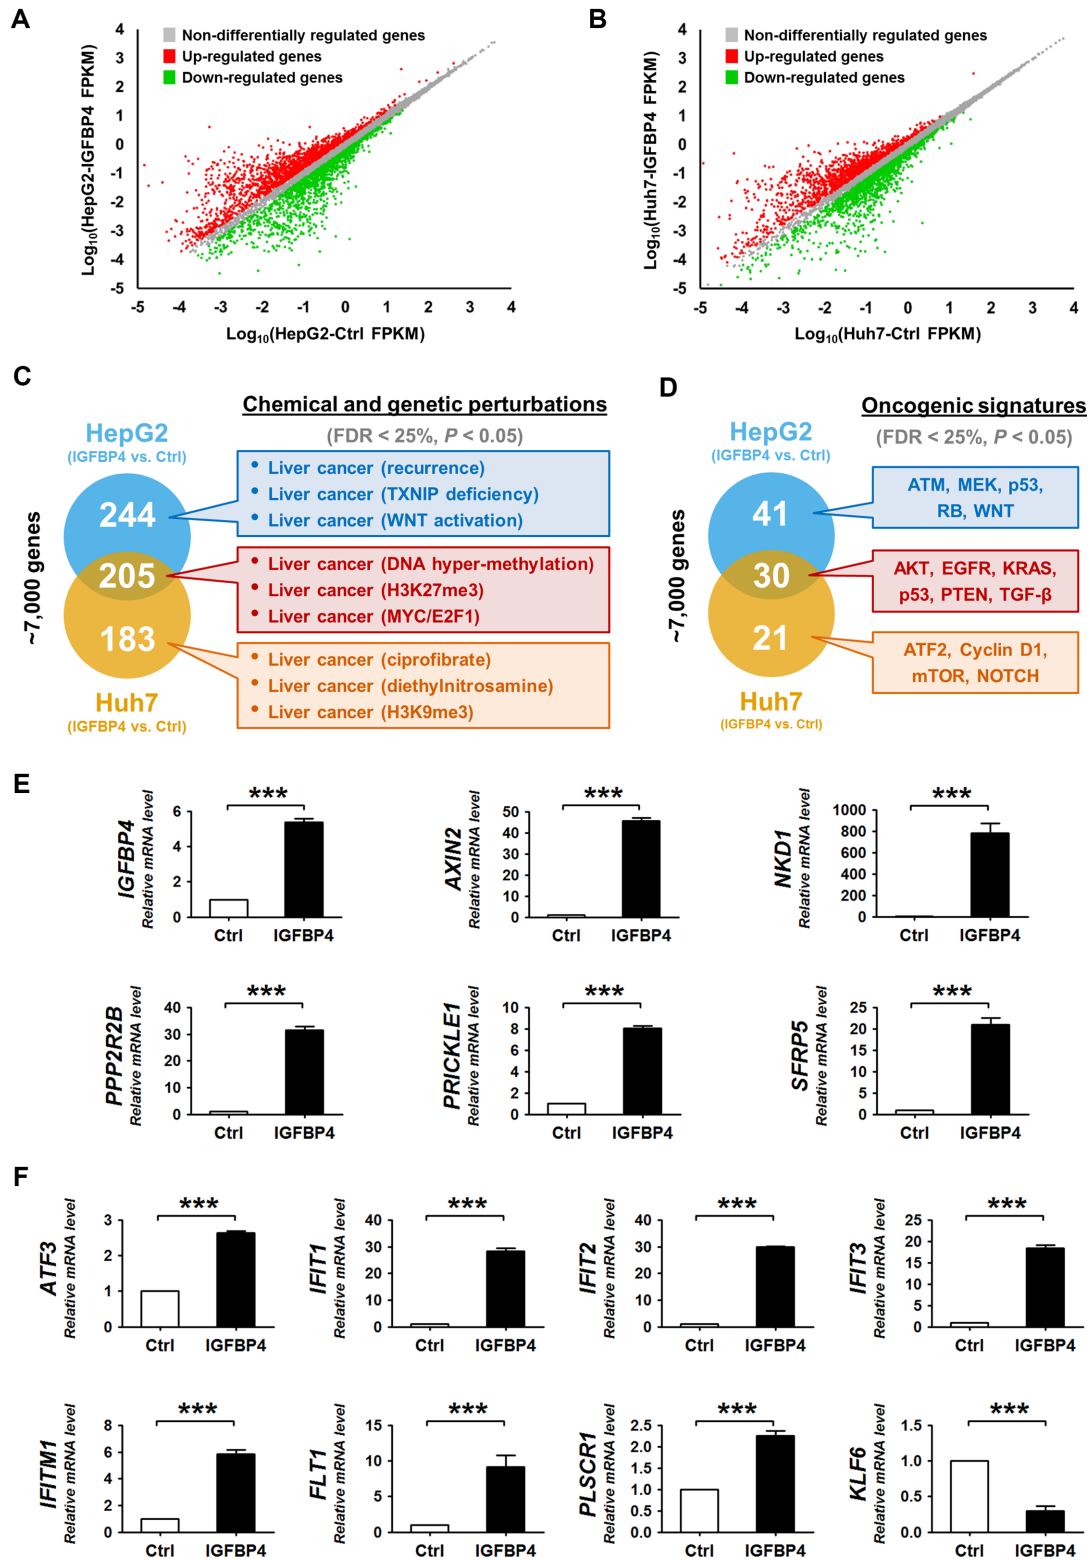 A
Non-differentially regulated genes
Up-regulated genes
Down-regulated genes
Log10(HepG2-IGFBP4 FPKM)
4
3
2
1
0
-1
-2
-3
-4
-5
-5 -4 -3 -2 -1 0 1 2 3 4
Log10(HepG2-Ctrl FPKM)
B
Non-differentially regulated genes
Up-regulated genes
Down-regulated genes
Log10(Huh7-IGFBP4 FPKM)
4
3
2
1
0
-1
-2
-3
-4
-5
-5 -4 -3 -2 -1 0 1 2 3 4
Log10(Huh7-Ctrl FPKM)
C
Chemical and genetic perturbations
(FDR < 25%, P < 0.05)
HepG2
(IGFBP4 vs. Ctrl)
~7,000 genes
244
205
183
Huh7
(IGFBP4 vs. Ctrl)
• Liver cancer (recurrence)
• Liver cancer (TXNIP deficiency)
• Liver cancer (WNT activation)
• Liver cancer (DNA hyper-methylation)
• Liver cancer (H3K27me3)
• Liver cancer (MYC/E2F1)
• Liver cancer (ciprofibrate)
• Liver cancer (diethylnitrosamine)
• Liver cancer (H3K9me3)
D
Oncogenic signatures
(FDR < 25%, P < 0.05)
HepG2
(IGFBP4 vs. Ctrl)
~7,000 genes
41
30
21
Huh7
(IGFBP4 vs. Ctrl)
ATM, MEK, p53,
RB, WNT
AKT, EGFR, KRAS,
p53, PTEN, TGF-β
ATF2, Cyclin D1,
mTOR, NOTCH
E
IGFBP4
Relative mRNA level
6
4
2
0
***
Ctrl IGFBP4
AXIN2
Relative mRNA level
50
40
30
20
10
0
***
Ctrl IGFBP4
NKD1
Relative mRNA level
1000
800
600
400
200
0
***
Ctrl IGFBP4
PPP2R2B
Relative mRNA level
40
30
20
10
0
***
Ctrl IGFBP4
PRICKLE1
Relative mRNA level
10
8
6
4
2
0
***
Ctrl IGFBP4
SFRP5
Relative mRNA level
25
20
15
10
5
0
***
Ctrl IGFBP4
F
ATF3
Relative mRNA level
3
2
1
0
***
Ctrl IGFBP4
IFIT1
Relative mRNA level
40
30
20
10
0
***
Ctrl IGFBP4
IFIT2
Relative mRNA level
40
30
20
10
0
***
Ctrl IGFBP4
IFIT3
Relative mRNA level
25
20
15
10
5
0
***
Ctrl IGFBP4
IFITM1
Relative mRNA level
8
6
4
2
0
***
Ctrl IGFBP4
FLT1
Relative mRNA level
15
10
5
0
***
Ctrl IGFBP4
PLSCR1
Relative mRNA level
2.5
2.0
1.5
1.0
0.5
0.0
***
Ctrl IGFBP4
KLF6
Relative mRNA level
1.5
1.0
0.5
0.0
***
Ctrl IGFBP4